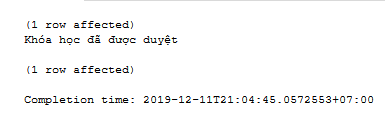 (1 row affected)
Khóa học đã được duyệt
(1 row affected)
Completion time: 2019-12-11T21:04:45.0572553+07:00